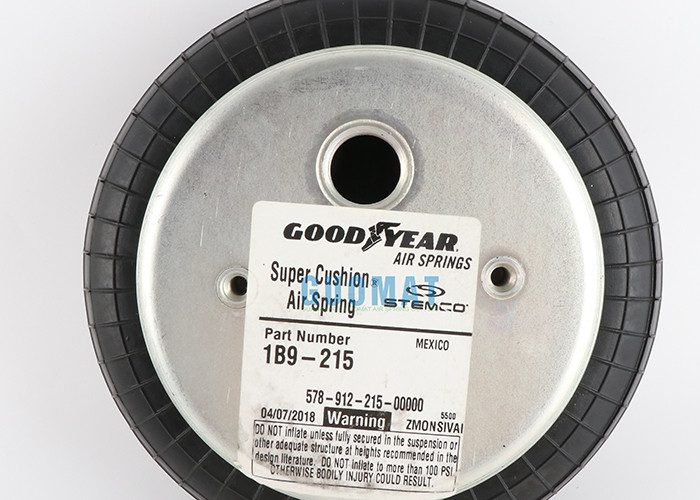 GOODYEAR
AIR SPRINGS
Super Cushion®
Air Spring
GUOMAT
STEMCO
Part Number
MEXICO
1B9-215
578-912-215-00000
04/07/2018 Warning 5500
ZMONSIVAI
DO NOT inflate unless fully secured in the suspension or
other adequate structure at heights recommended in the
design literature. DO NOT inflate to more than 100 PSI.
OTHERWISE BODILY INJURY COULD RESULT.